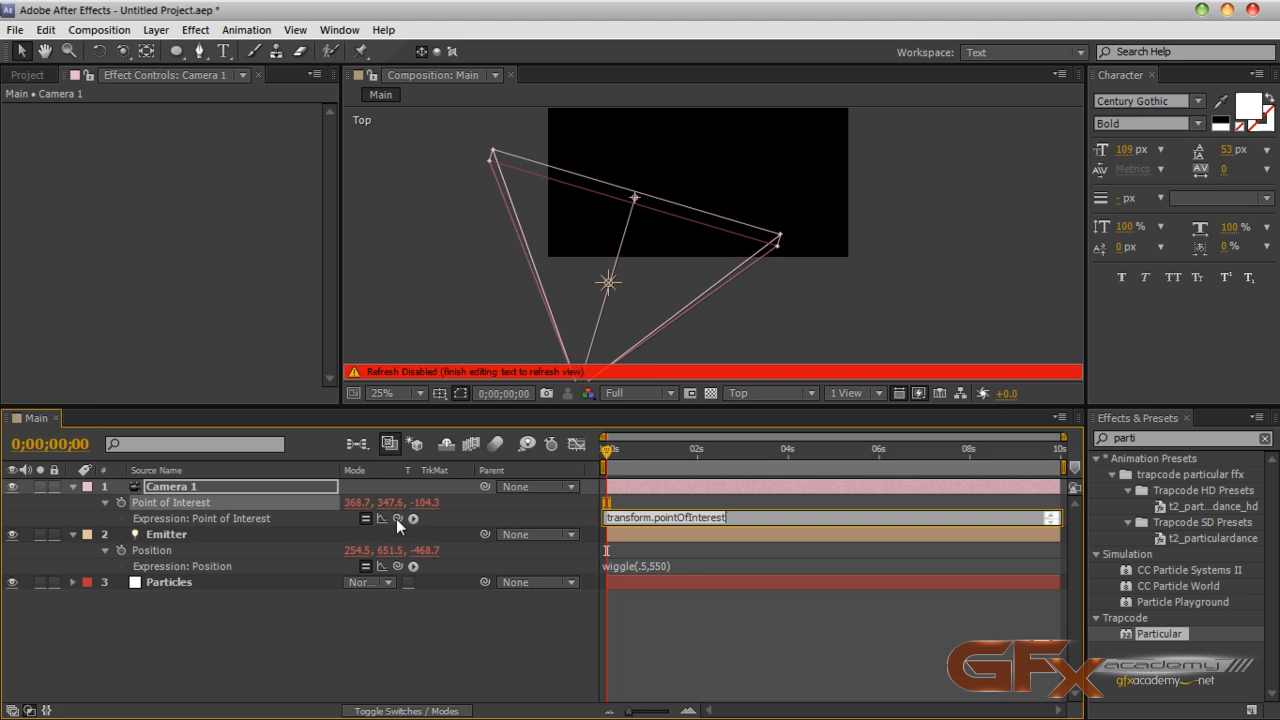 Adobe After Effects - Untitled Project.aep *
File Edit Composition Layer Effect Animation View Window Help
Workspace: Text Search Help
Project Effect Controls: Camera 1 Composition: Main Character
Main • Camera 1
Main
Top
Century Gothic
Bold
109 px 53 px
Metrics 0
- px
100 % 100 %
0 px 0 %
T T TT Tт T¹ T₁
Refresh Disabled (finish editing text to refresh view)
25% 0;00;00;00 Full Top 1 View +0.0
Main
Effects & Presets
0;00;00;00
parti
02s 04s 06s 08s 10s
# Source Name Mode T TrkMat Parent
1 Camera 1 None
Point of Interest 368.7, 347.6, -104.3
Expression: Point of Interest transform.pointOfInterest
2 Emitter None
Position 254.5, 651.5, -468.7
Expression: Position wiggle(.5,550)
3 Particles Nor... None
* Animation Presets
trapcode particular ffx
Trapcode HD Presets
t2_part...dance_hd
Trapcode SD Presets
t2_particulardance
Simulation
CC Particle Systems II
CC Particle World
Particle Playground
Trapcode
Particular
GFx academy
gfxacademy.net
Toggle Switches / Modes